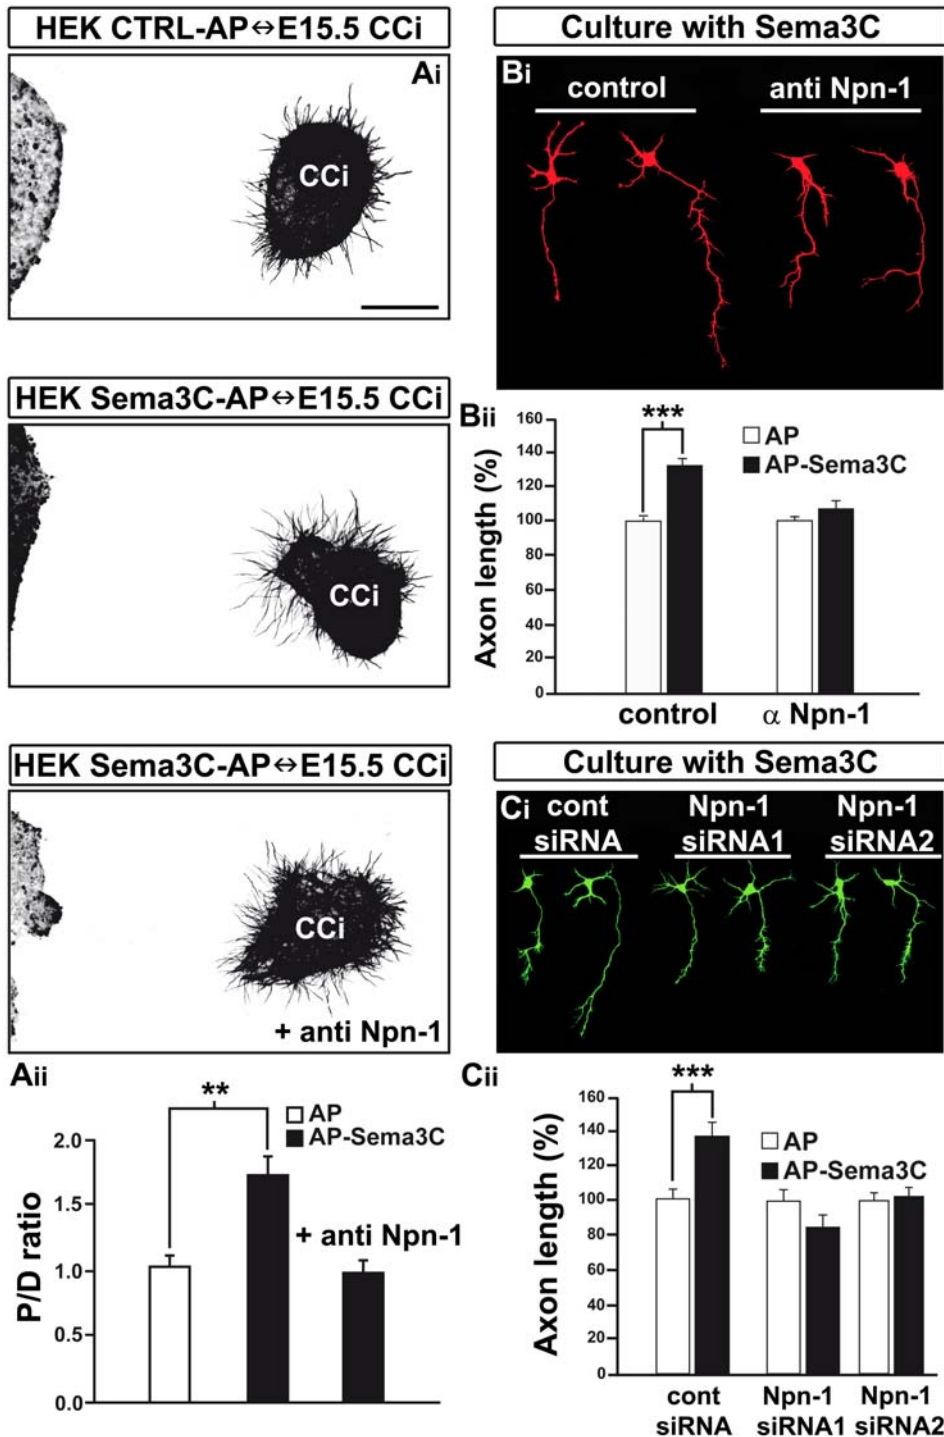 HEK CTRL-AP↔E15.5 CCi
Ai
CCi
HEK Sema3C-AP↔E15.5 CCi
CCi
HEK Sema3C-AP↔E15.5 CCi
CCi
+ anti Npn-1
Aii
**
AP
AP-Sema3C
+ anti Npn-1
P/D ratio
2.0
1.5
1.0
0.5
0.0
Culture with Sema3C
Bi
control
anti Npn-1
Bii
***
AP
AP-Sema3C
Axon length (%)
160
140
120
100
80
60
40
20
0
control
α Npn-1
Culture with Sema3C
Ci
cont Npn-1 Npn-1
siRNA siRNA1 siRNA2
Cii
***
AP
AP-Sema3C
Axon length (%)
160
140
120
100
80
60
40
20
0
cont Npn-1 Npn-1
siRNA siRNA1 siRNA2